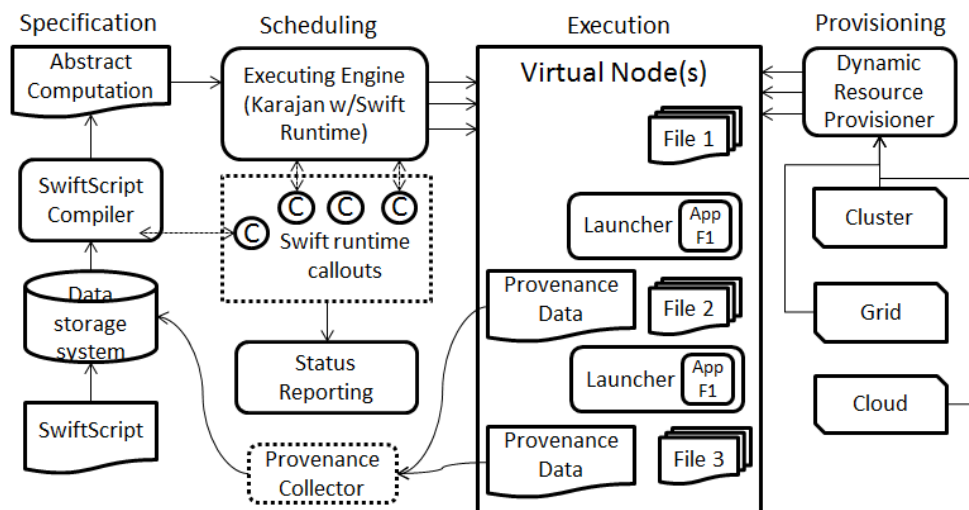 Specification
Scheduling
Execution
Provisioning
Abstract
Computation
Executing Engine
(Karajan w/Swift
Runtime)
Virtual Node(s)
Dynamic
Resource
Provisioner
File 1
SwiftScript
Compiler
C
C
C
C
Swift runtime
callouts
Launcher
App
F1
Cluster
Data
storage
system
Provenance
Data
File 2
Grid
Status
Reporting
Launcher
App
F1
Cloud
SwiftScript
Provenance
Collector
Provenance
Data
File 3